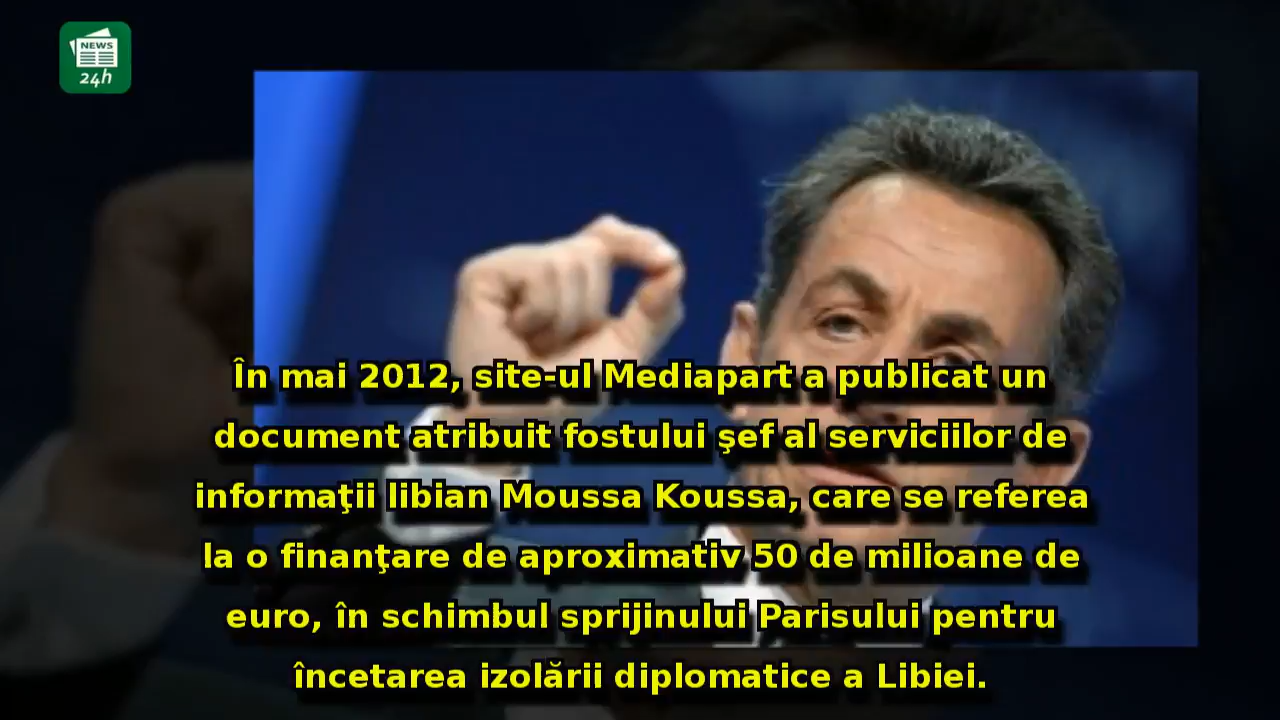 NEWS
24h
În mai 2012, site-ul Mediapart a publicat un
document atribuit fostului şef al serviciilor de
informaţii libian Moussa Koussa, care se referea
la o finanţare de aproximativ 50 de milioane de
euro, în schimbul sprijinului Parisului pentru
încetarea izolării diplomatice a Libiei.